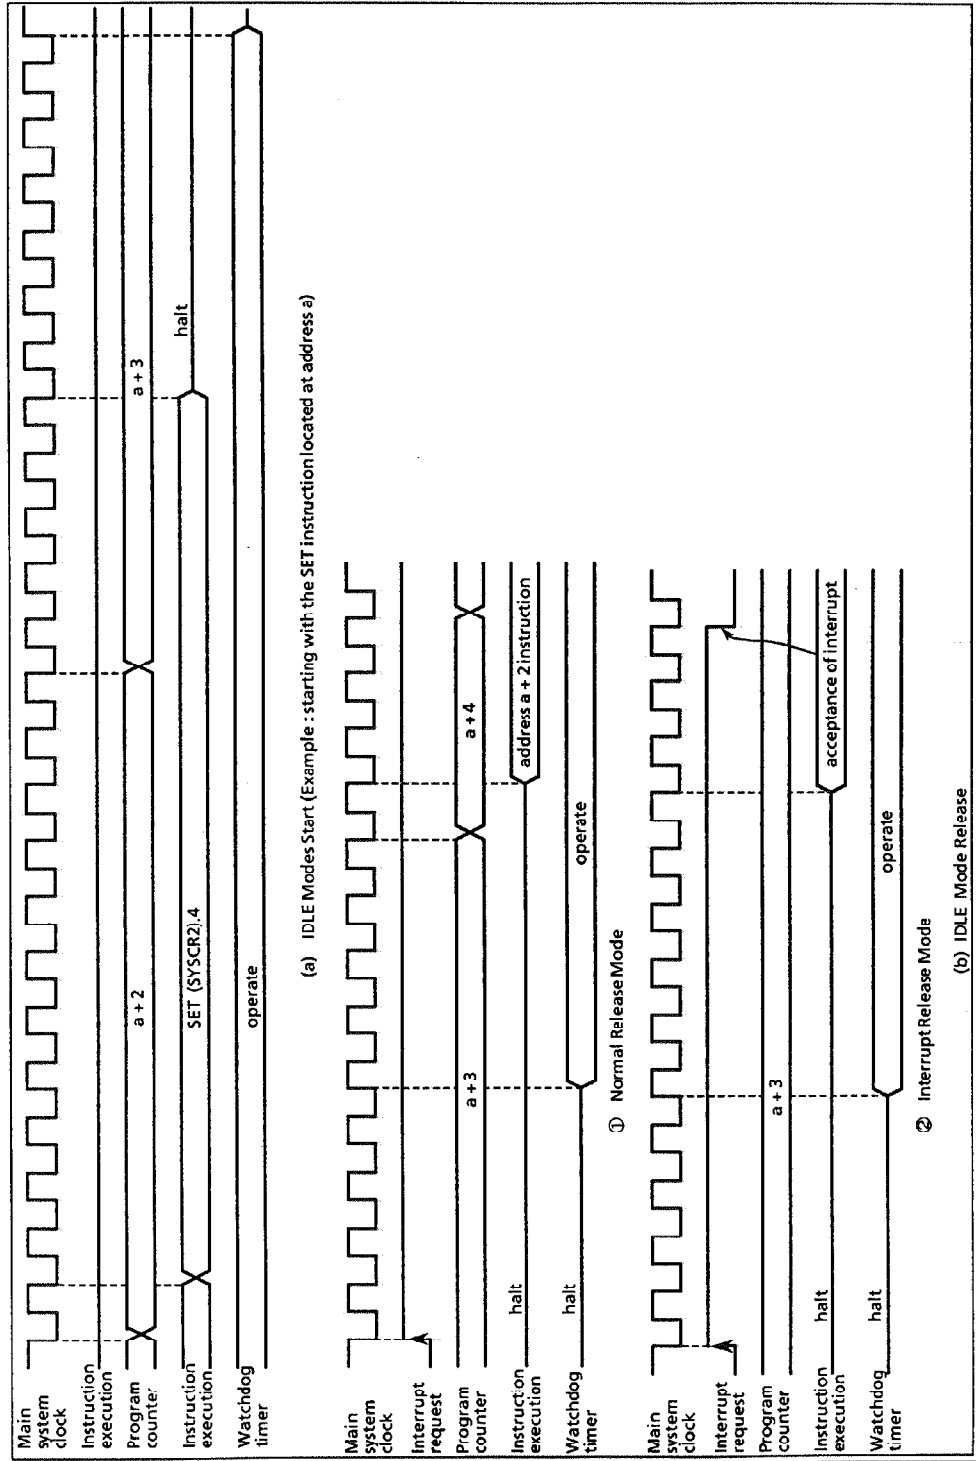 Main
system
clock
Instruction
execution
Program
counter
a + 2
a + 3
Instruction
execution
SET (SYSCR2).4
halt
Watchdog
timer
operate
(a) IDLE Modes Start (Example : starting with the SET instruction located at address a)
Main
system
clock
Interrupt
request
Program
counter
a + 3
a + 4
Instruction
execution
halt
address a + 2 instruction
Watchdog
timer
halt
operate
① Normal Release Mode
Main
system
clock
Interrupt
request
Program
counter
a + 3
Instruction
execution
halt
acceptance of interrupt
Watchdog
timer
halt
operate
② Interrupt Release Mode
(b) IDLE Mode Release